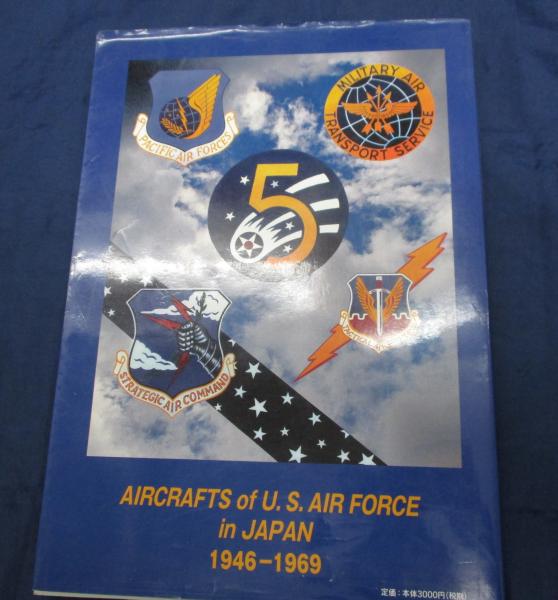 PACIFIC AIR FORCES
MILITARY AIR
TRANSPORT SERVICE
5
STRATEGIC AIR COMMAND
TACTICAL
AIRCRAFTS of U. S. AIR FORCE
in JAPAN
1946-1969
定価：本体3000円(税別)